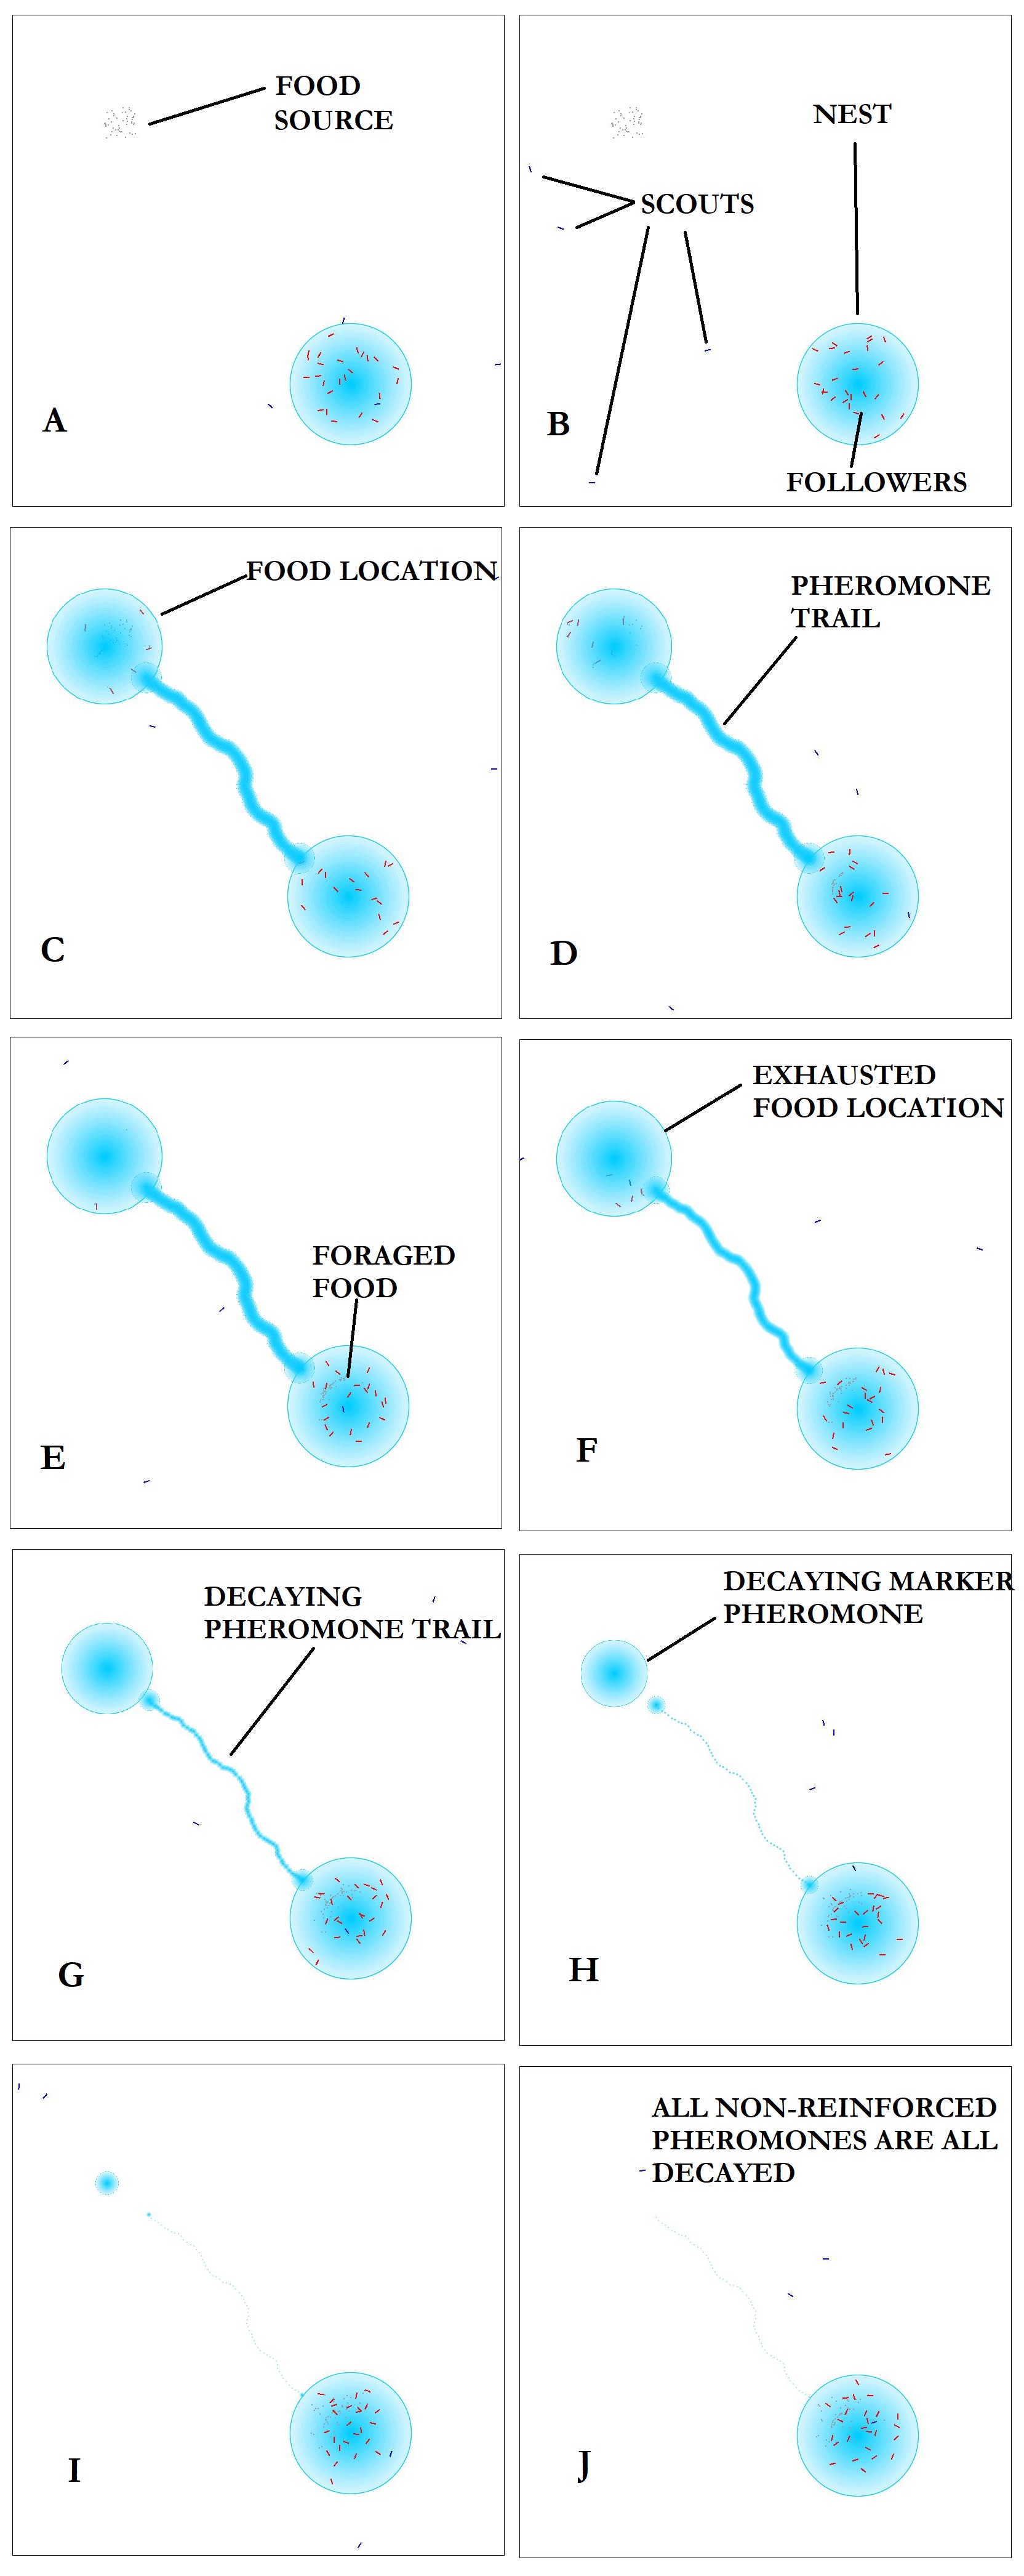 FOOD
SOURCE
A
NEST
SCOUTS
B
FOLLOWERS
FOOD LOCATION
C
PHEROMONE
TRAIL
D
FORAGED
FOOD
E
EXHAUSTED
FOOD LOCATION
F
DECAYING
PHEROMONE TRAIL
G
DECAYING MARKER
PHEROMONE
H
I
ALL NON-REINFORCED
PHEROMONES ARE ALL
DECAYED
J